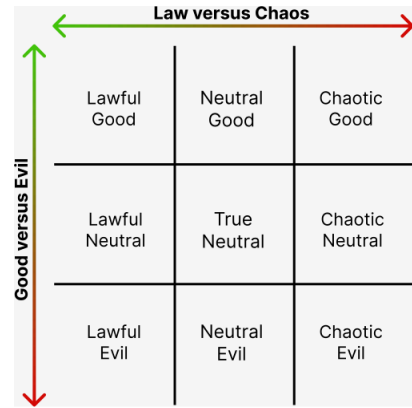 Law versus Chaos
Good versus Evil
Lawful
Good
Neutral
Good
Chaotic
Good
Lawful
Neutral
True
Neutral
Chaotic
Neutral
Lawful
Evil
Neutral
Evil
Chaotic
Evil